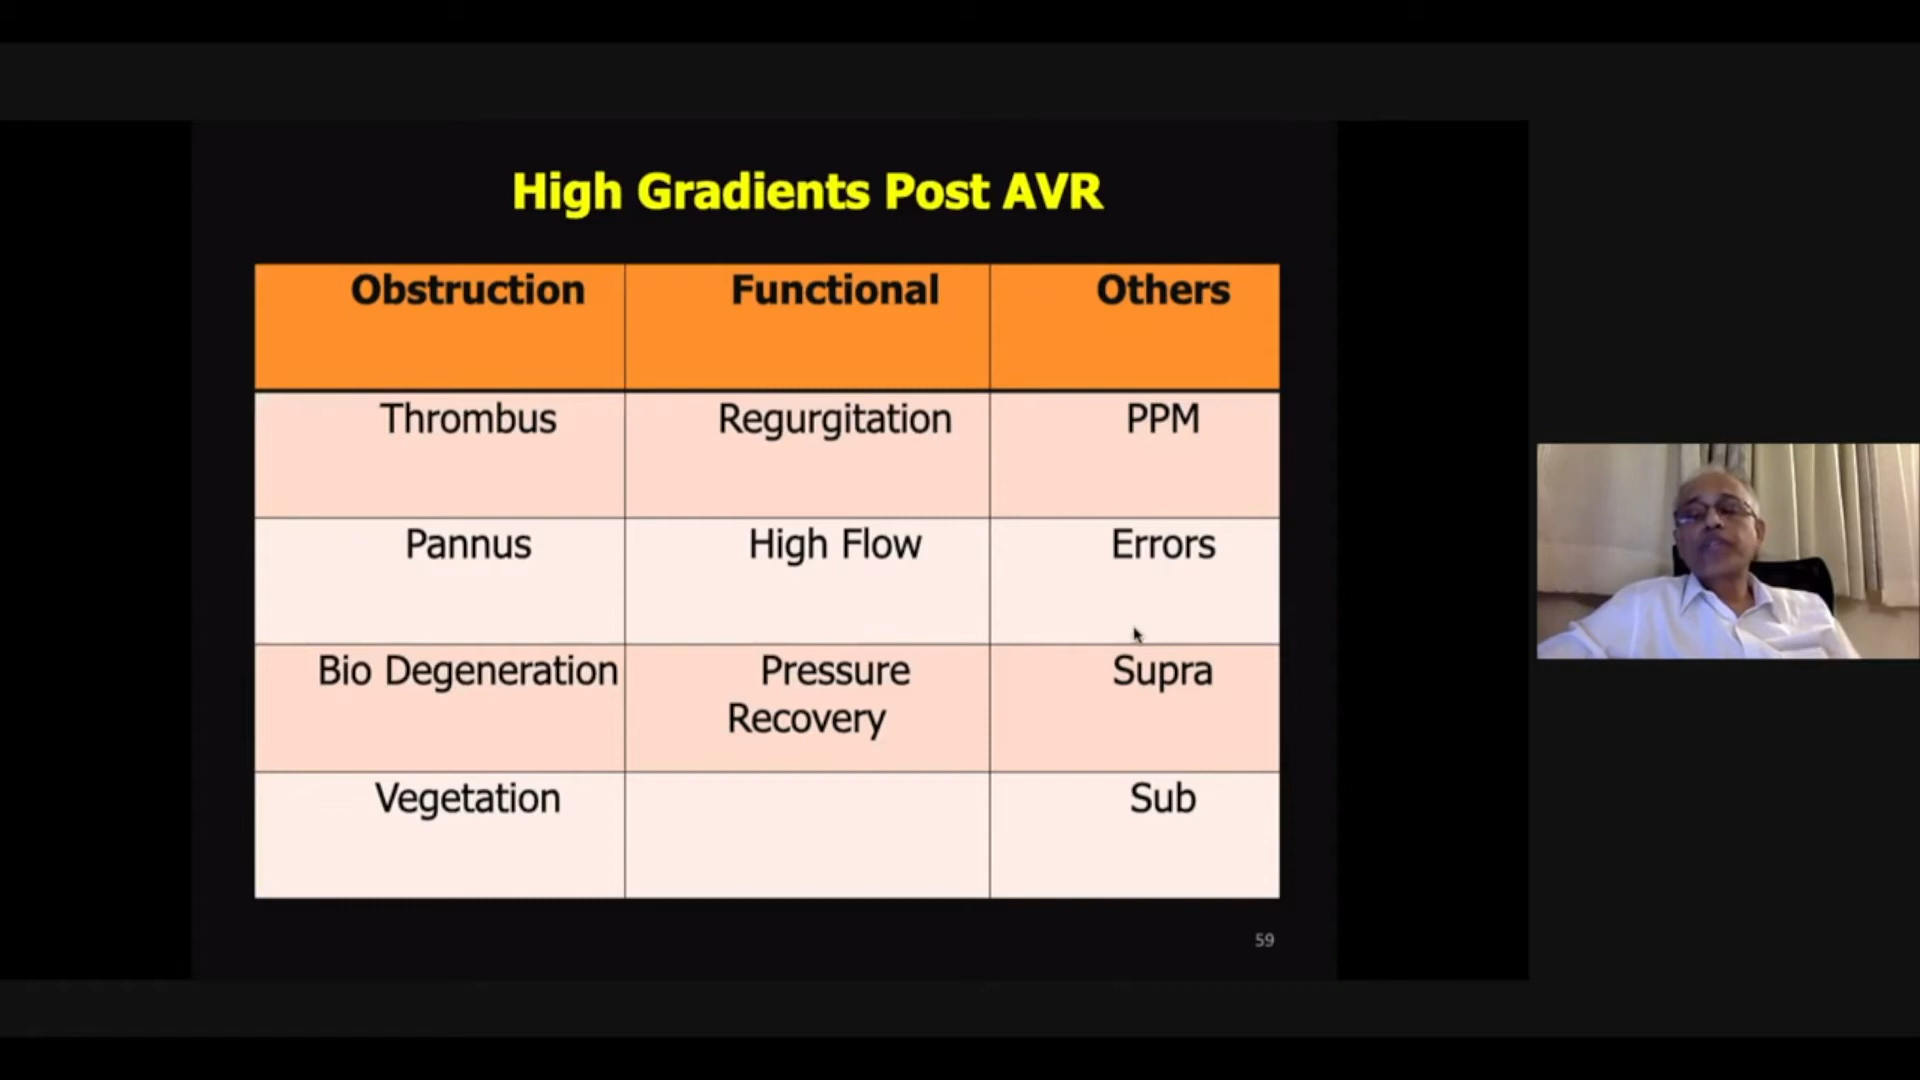 High Gradients Post AVR
Obstruction Functional Others
Thrombus Regurgitation PPM
Pannus High Flow Errors
Bio Degeneration Pressure Supra
Recovery
Vegetation Sub
59